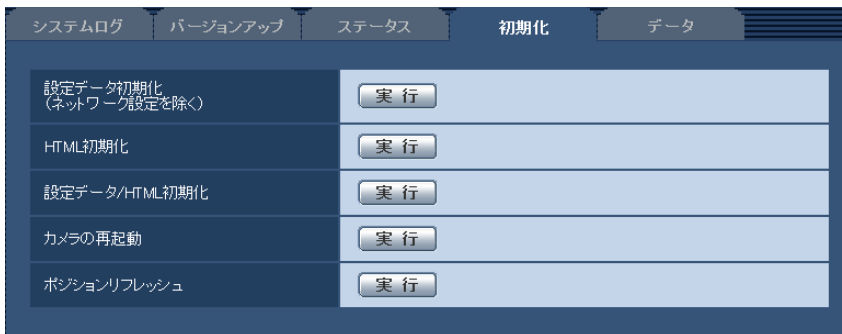 システムログ バージョンアップ ステータス 初期化 データ
設定データ初期化
(ネットワーク設定を除く)
実 行
HTML初期化
実 行
設定データ/HTML初期化
実 行
カメラの再起動
実 行
ポジションリフレッシュ
実 行